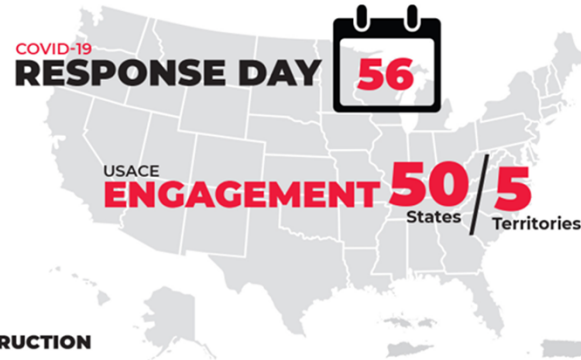 COVID-19
RESPONSE DAY 56
USACE
ENGAGEMENT 50/5
States
Territories
RUCTION